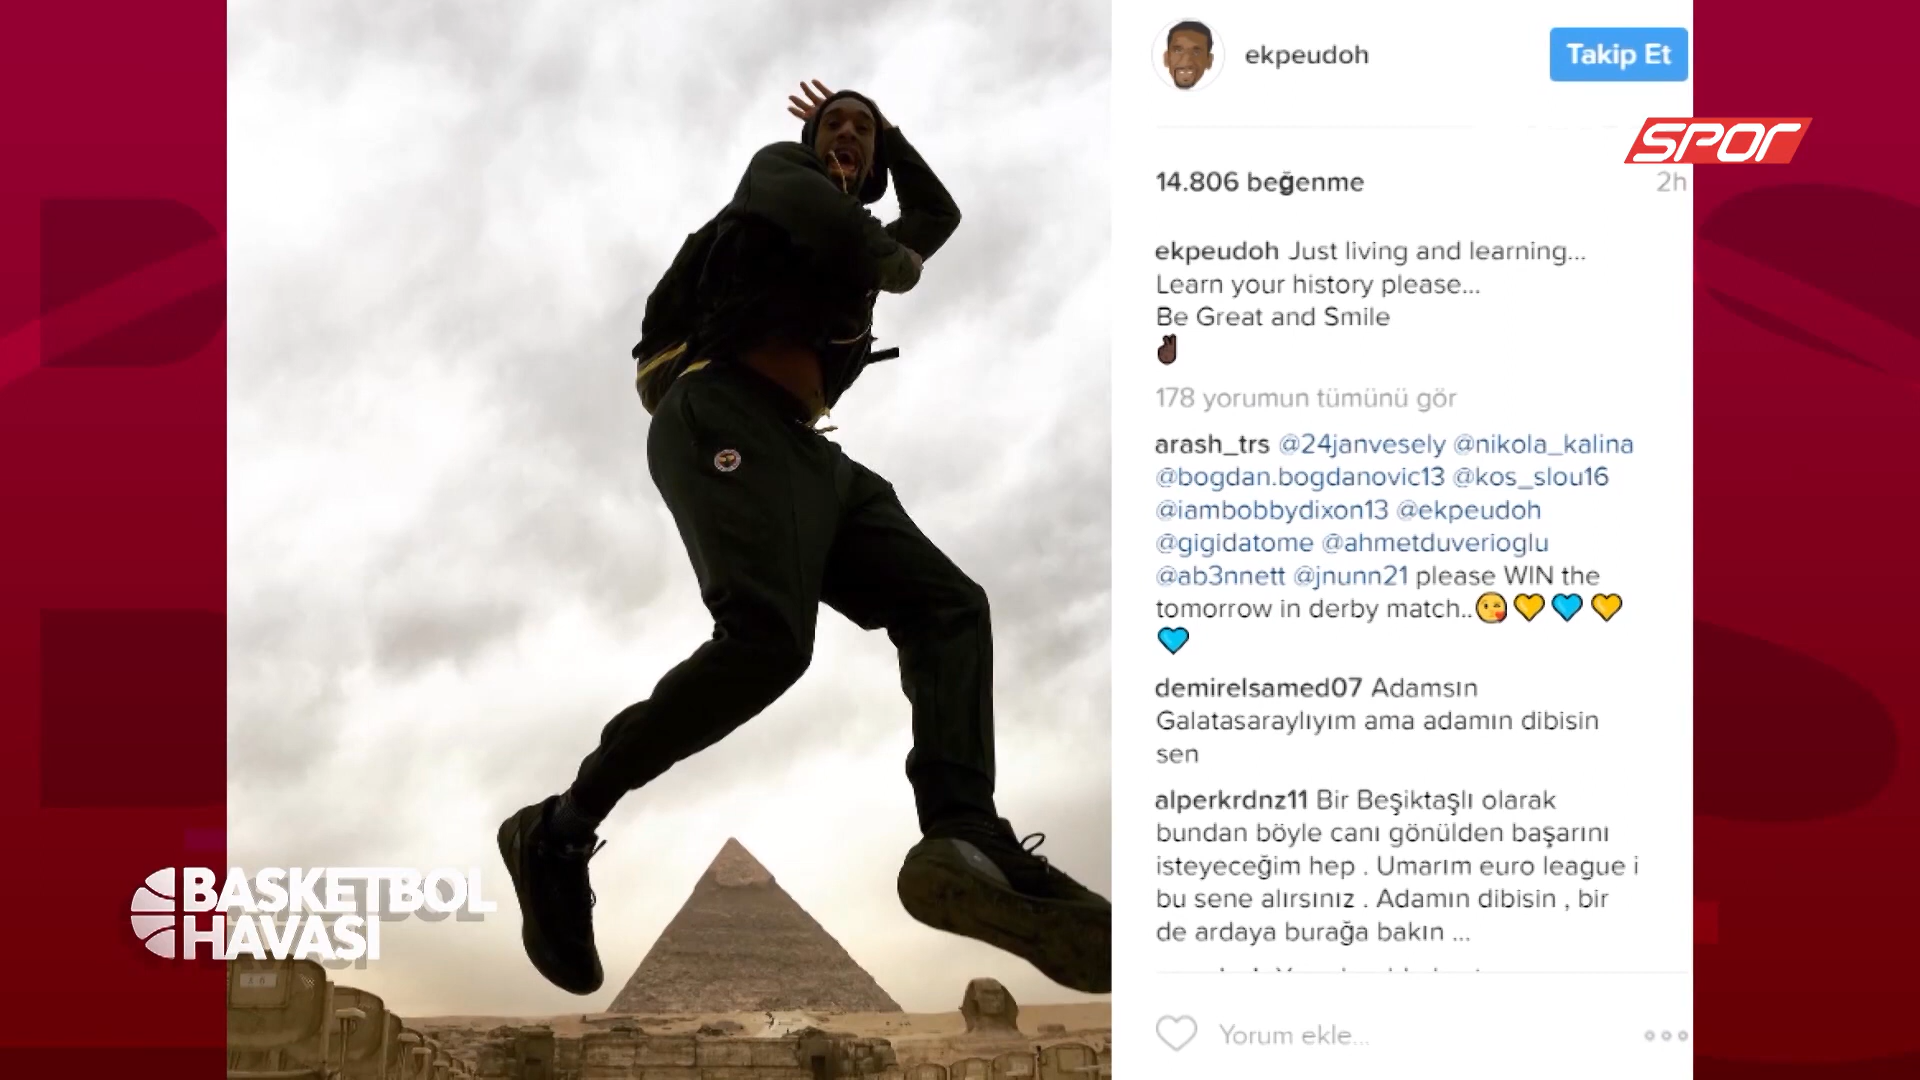 ekpeudoh
Takip Et
SPOR
14.806 beğenme
2h
ekpeudoh Just living and learning...
Learn your history please...
Be Great and Smile
✌🏿
178 yorumun tümünü gör
arash_trs @24janvesely @nikola_kalina
@bogdan.bogdanovic13 @kos_slou16
@iambobbydixon13 @ekpeudoh
@gigidatome @ahmetduverioglu
@ab3nnett @jnunn21 please WIN the
tomorrow in derby match..😘💛💙💛
💙
demirelsamed07 Adamsın
Galatasaraylıyım ama adamın dibisin
sen
alperkrdnz11 Bir Beşiktaşlı olarak
bundan böyle canı gönülden başarını
isteyeceğim hep . Umarım euro league i
bu sene alırsınız . Adamın dibisin , bir
de ardaya burağa bakın ...
Yorum ekle...
BASKETBOL
HAVASI